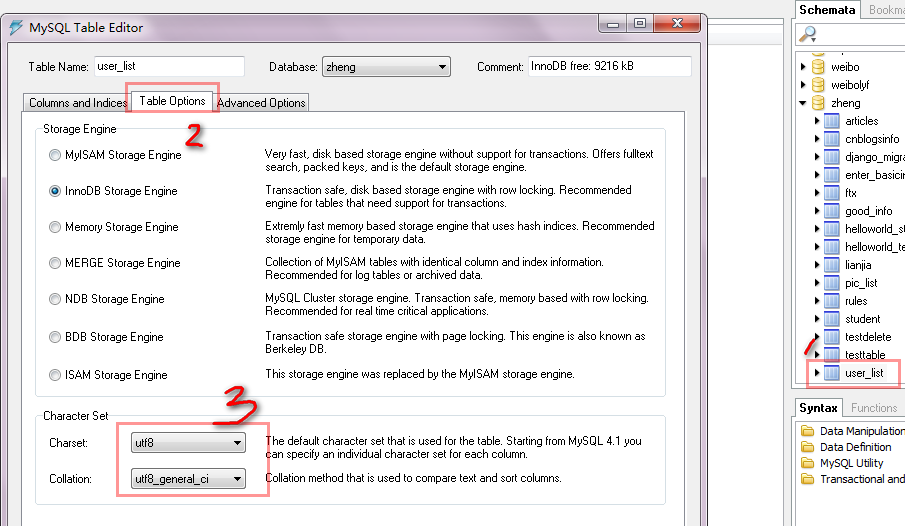 MySQL Table Editor
Table Name: user_list Database: zheng Comment: InnoDB free: 9216 kB
Columns and Indices Table Options Advanced Options
2
Storage Engine
MyISAM Storage Engine
Very fast, disk based storage engine without support for transactions. Offers fulltext
search, packed keys, and is the default storage engine.
InnoDB Storage Engine
Transaction safe, disk based storage engine with row locking. Recommended
engine for tables that need support for transactions.
Memory Storage Engine
Extremly fast memory based storage engine that uses hash indices. Recommended
storage engine for temporary data.
MERGE Storage Engine
Collection of MyISAM tables with identical column and index information.
Recommended for log tables or archived data.
NDB Storage Engine
MySQL Cluster storage engine. Transaction safe, memory based with row locking.
Recommended for real time critical applications.
BDB Storage Engine
Transaction safe storage engine with page locking. This engine is also known as
Berkeley DB.
ISAM Storage Engine
This storage engine was replaced by the MyISAM storage engine.
3
Character Set
Charset: utf8
The default character set that is used for the table. Starting from MySQL 4.1 you
can specify an individual character set for each column.
Collation: utf8_general_ci
Collation method that is used to compare text and sort columns.
Schemata Bookma
weibo
weibolyf
zheng
articles
cnblogsinfo
django_migra
enter_basicin
ftx
good_info
helloworld_st
helloworld_te
lianjia
pic_list
rules
student
testdelete
testtable
1
user_list
Syntax Functions
Data Manipulation
Data Definition
MySQL Utility
Transactional and